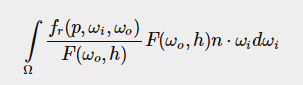 ∫_Ω f_r(p, ω_i, ω_o) / F(ω_o, h) F(ω_o, h)n · ω_i dω_i